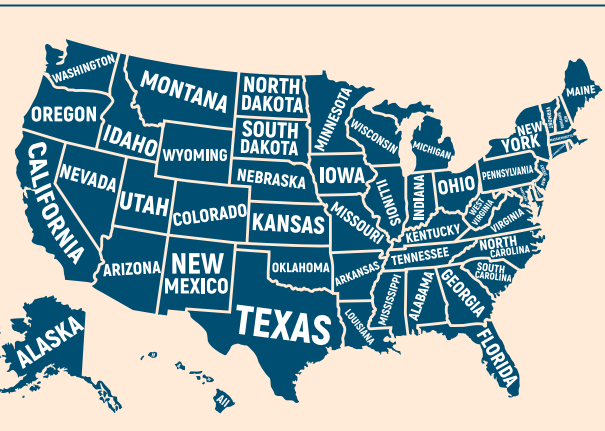 WASHINGTON
MONTANA
NORTH
DAKOTA
MINNESOTA
MAINE
OREGON
IDAHO
WYOMING
SOUTH
DAKOTA
WISCONSIN
MICHIGAN
NEW
YORK
CALIFORNIA
NEVADA
UTAH
COLORADO
NEBRASKA
IOWA
ILLINOIS
INDIANA
OHIO
PENNSYLVANIA
KANSAS
MISSOURI
KENTUCKY
WEST
VIRGINIA
VIRGINIA
ARIZONA
NEW
MEXICO
OKLAHOMA
ARKANSAS
TENNESSEE
NORTH
CAROLINA
SOUTH
CAROLINA
TEXAS
LOUISIANA
MISSISSIPPI
ALABAMA
GEORGIA
FLORIDA
ALASKA
AII